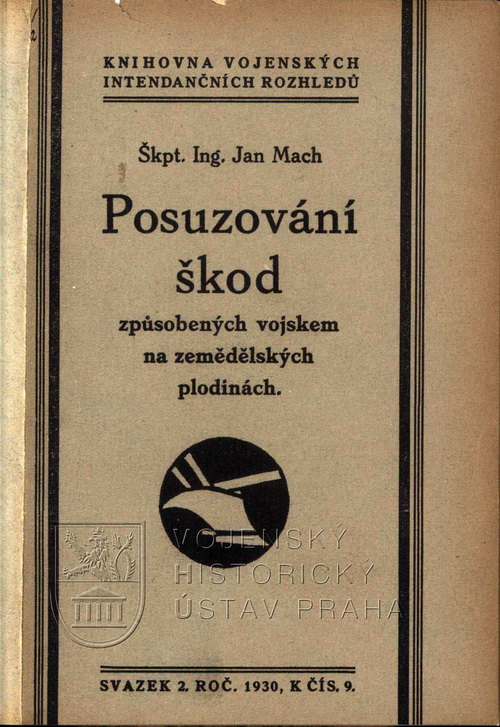 KNIHOVNA VOJENSKÝCH
INTENDANČNÍCH ROZHLEDŮ
Škpt. Ing. Jan Mach
Posuzování
škod
způsobených vojskem
na zemědělských
plodinách.
VOJENSKÝ
HISTORICKÝ
ÚSTAV PRAHA
SVAZEK 2. ROČ. 1930, K ČÍS. 9.